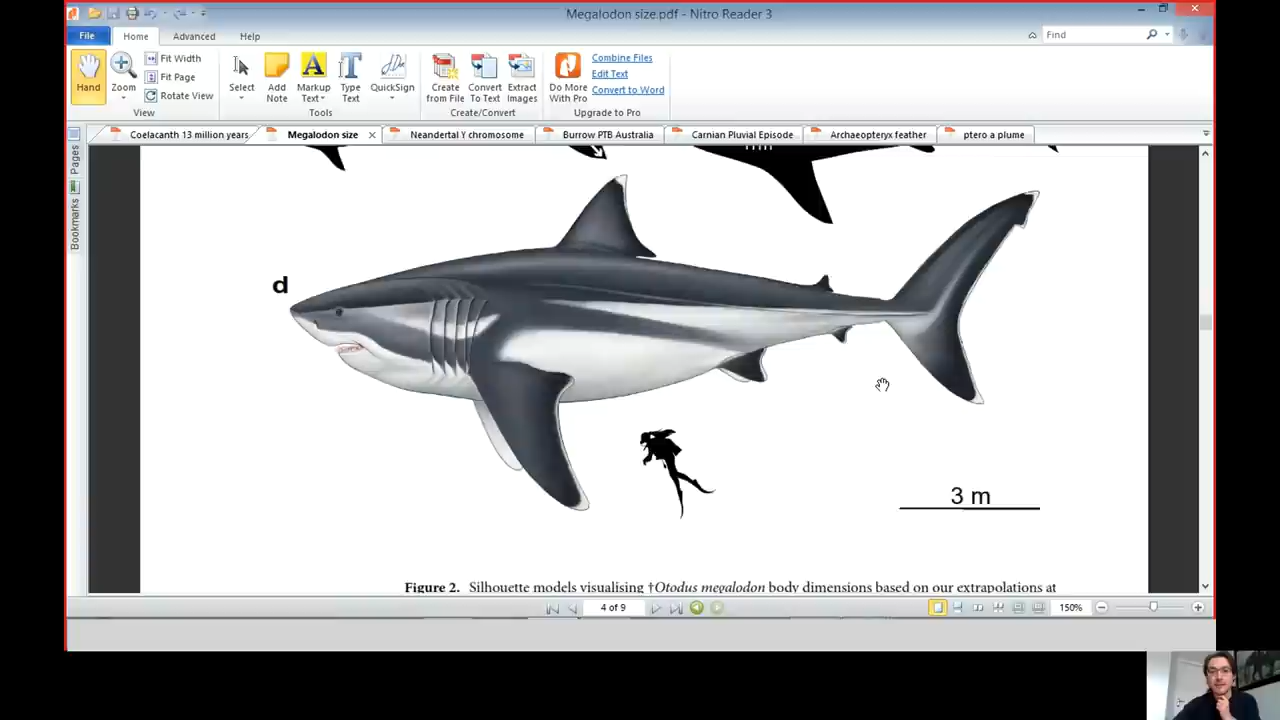 Megalodon size.pdf - Nitro Reader 3
File Home Advanced Help
Find
Hand
Zoom
Fit Width
Fit Page
Rotate View
View
Select
Add Note
Markup Text
Type Text
QuickSign
Tools
Create from File
Convert To Text
Extract Images
Create/Convert
Do More With Pro
Combine Files
Edit Text
Convert to Word
Upgrade to Pro
Coelacanth 13 million years
Megalodon size
Neandertal Y chromosome
Burrow PTB Australia
Carnian Pluvial Episode
Archaeopteryx feather
ptero a plume
Pages
Bookmarks
d
3 m
Figure 2. Silhouette models visualising †Otodus megalodon body dimensions based on our extrapolations at
4 of 9
150%